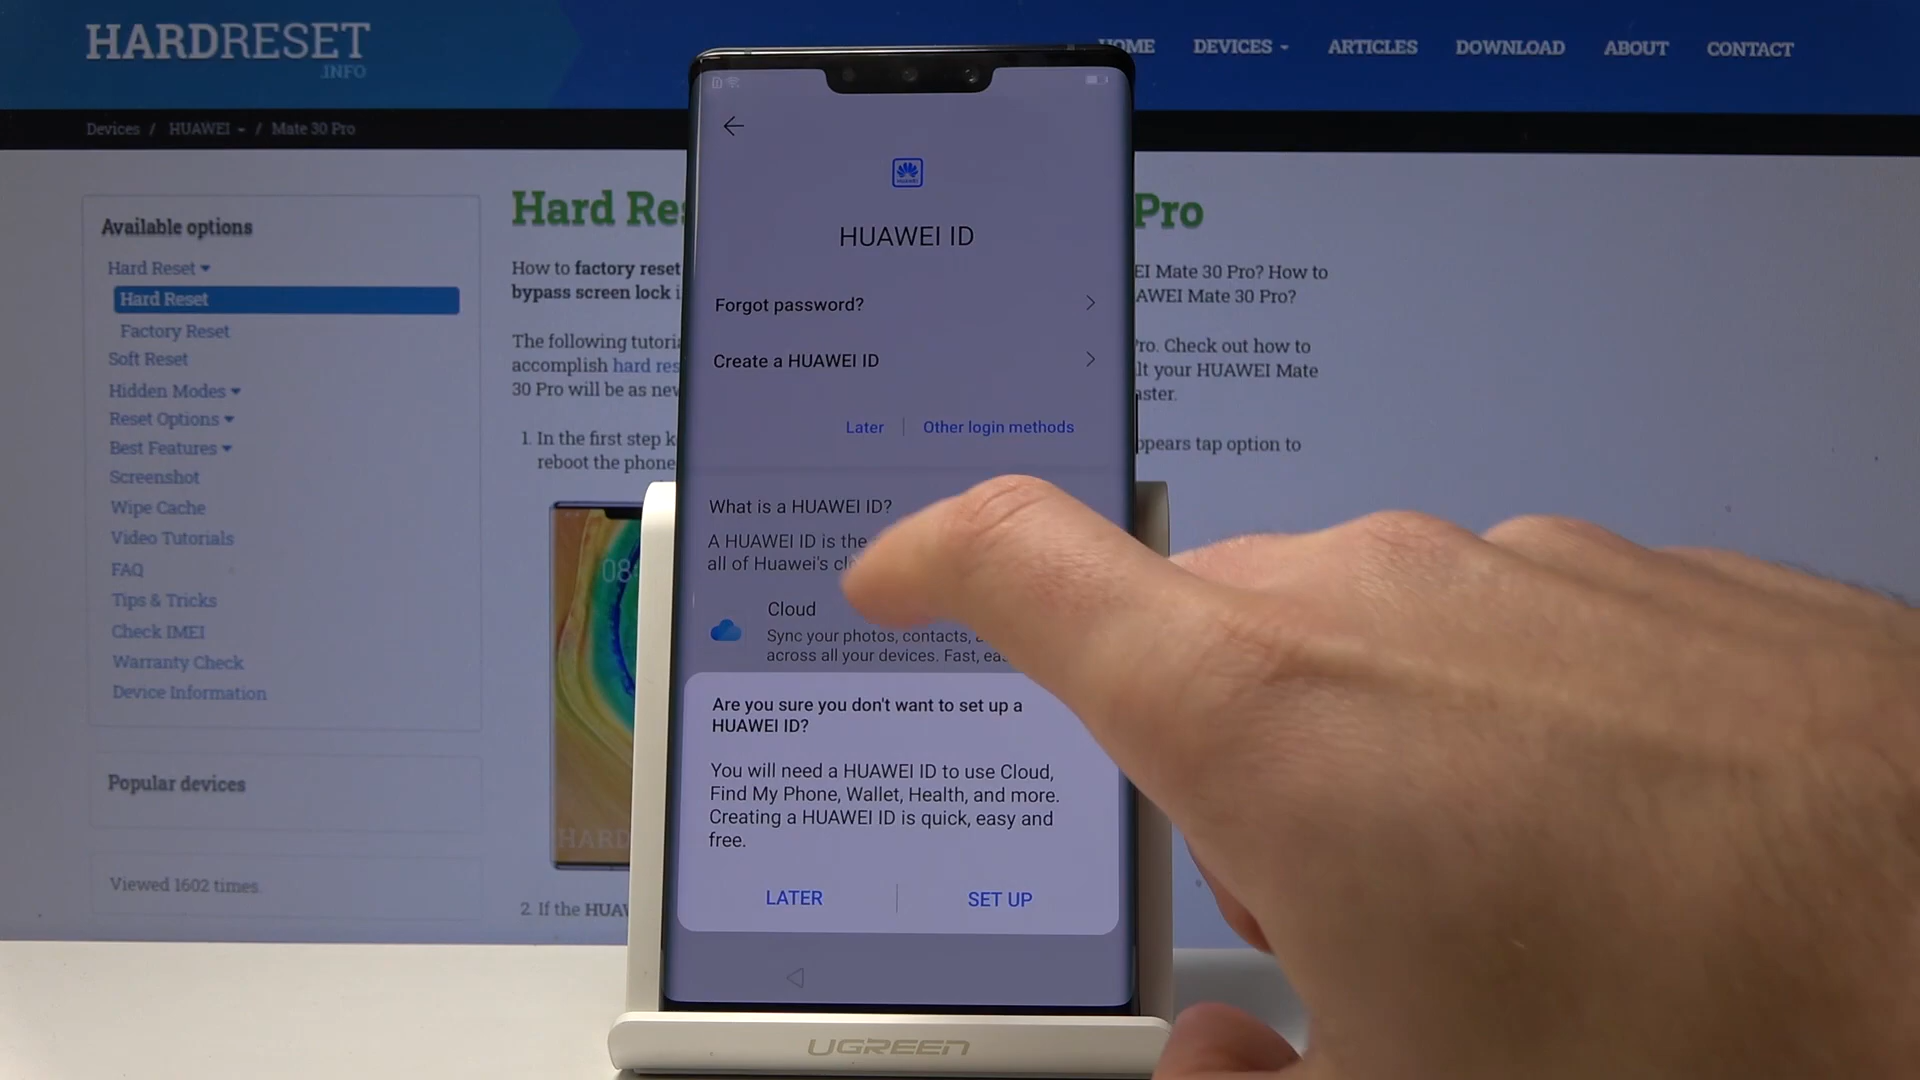 HARDRESET
.INFO
HOME
DEVICES
ARTICLES
DOWNLOAD
ABOUT
CONTACT
Devices / HUAWEI / Mate 30 Pro
Available options
Hard Reset
Hard Reset
Factory Reset
Soft Reset
Hidden Modes
Reset Options
Best Features
Screenshot
Wipe Cache
Video Tutorials
FAQ
Tips & Tricks
Check IMEI
Warranty Check
Device Information
Popular devices
Viewed 1602 times
Hard Res
Pro
How to factory reset
bypass screen lock i
EI Mate 30 Pro? How to
AWEI Mate 30 Pro?
The following tutoria
accomplish hard res
30 Pro will be as new
Pro. Check out how to
lt your HUAWEI Mate
aster.
1. In the first step k
reboot the phone
ppears tap option to
08
HARD
2. If the HUAW
HUAWEI
HUAWEI ID
Forgot password?
Create a HUAWEI ID
Later
Other login methods
What is a HUAWEI ID?
A HUAWEI ID is the
all of Huawei's cl
Cloud
Sync your photos, contacts,
across all your devices. Fast, eas
Are you sure you don't want to set up a
HUAWEI ID?
You will need a HUAWEI ID to use Cloud,
Find My Phone, Wallet, Health, and more.
Creating a HUAWEI ID is quick, easy and
free.
LATER
SET UP
UGREEN